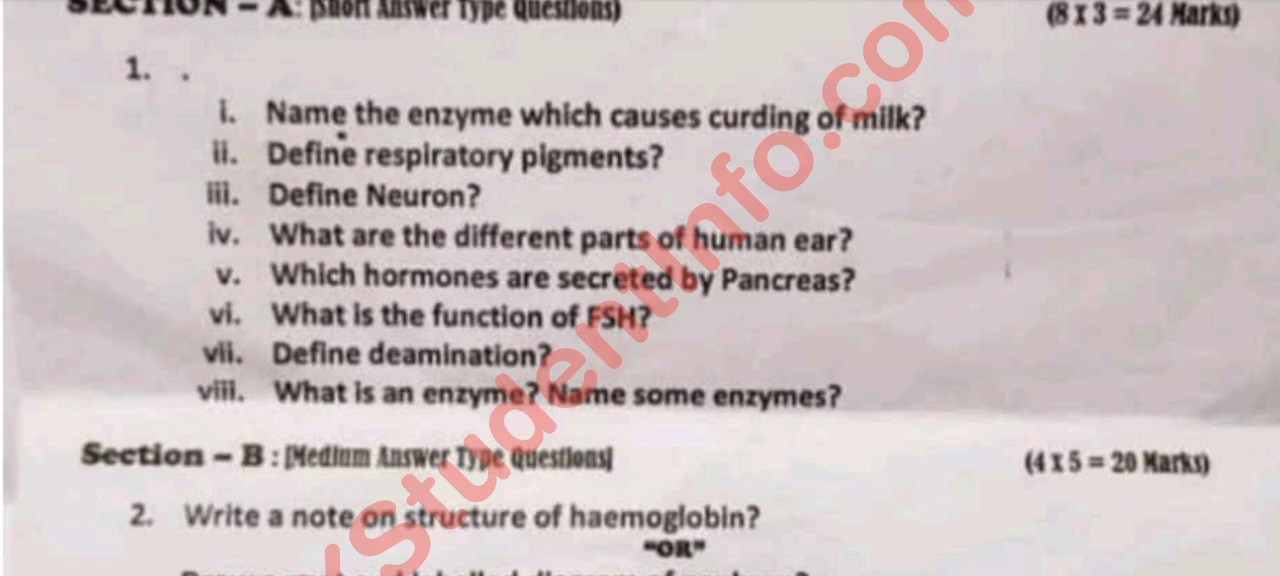 SECTION – A: [Short Answer Type Questions) (8 X 3 = 24 Marks)
1. .
i. Name the enzyme which causes curding of milk?
ii. Define respiratory pigments?
iii. Define Neuron?
iv. What are the different parts of human ear?
v. Which hormones are secreted by Pancreas?
vi. What is the function of FSH?
vii. Define deamination?
viii. What is an enzyme? Name some enzymes?
Section – B : [Medium Answer Type Questions] (4 X 5 = 20 Marks)
2. Write a note on structure of haemoglobin?
"OR"
StudentInfo.com